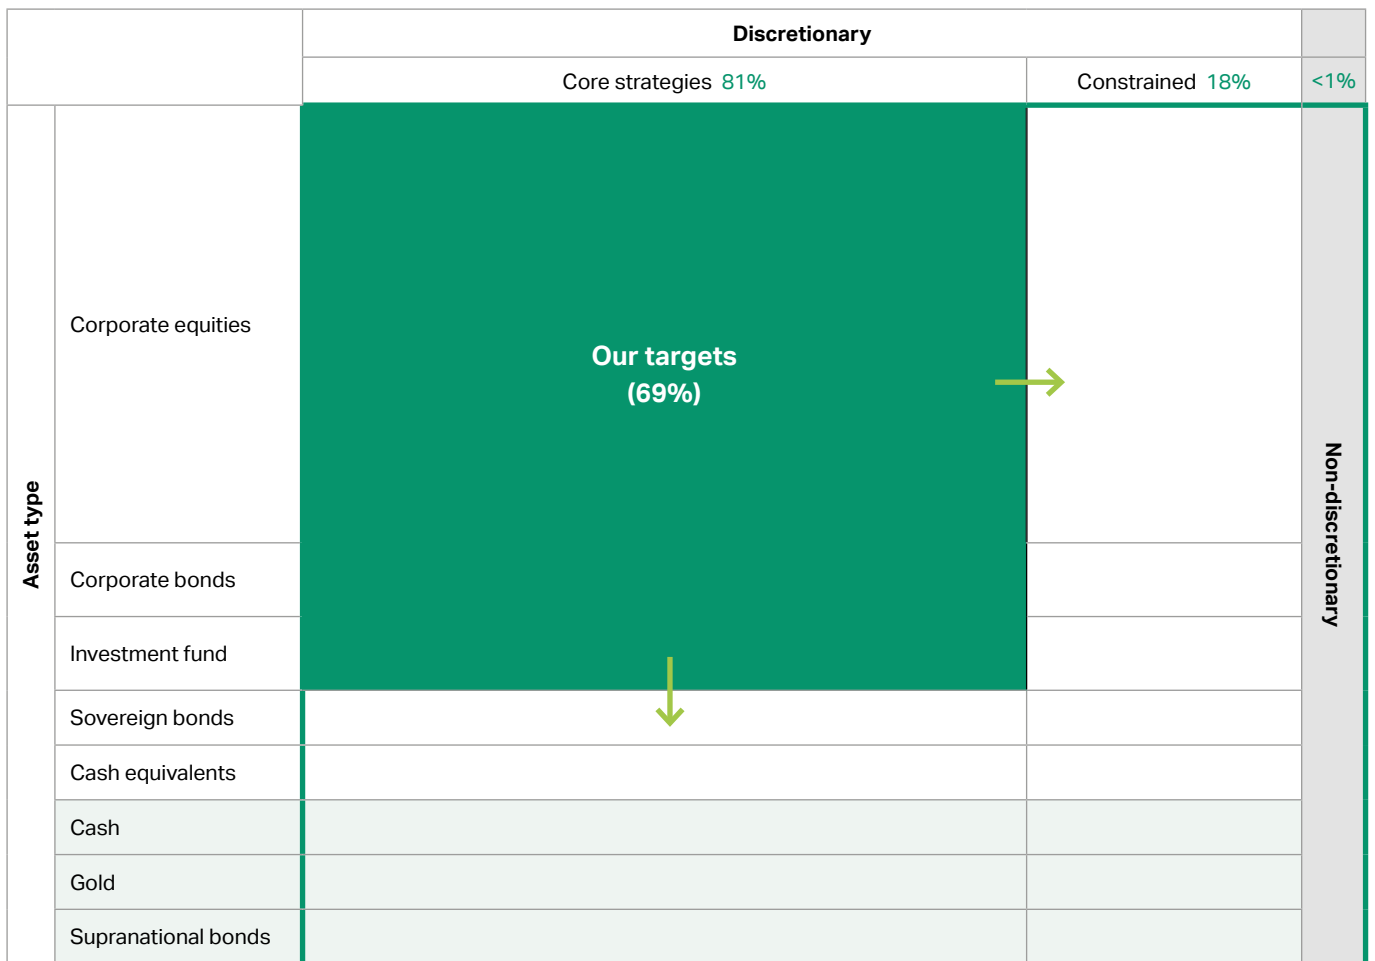 Discretionary
Core strategies 81%
Constrained 18%
<1%
Asset type
Corporate equities
Our targets
(69%)
Non-discretionary
Corporate bonds
Investment fund
Sovereign bonds
Cash equivalents
Cash
Gold
Supranational bonds